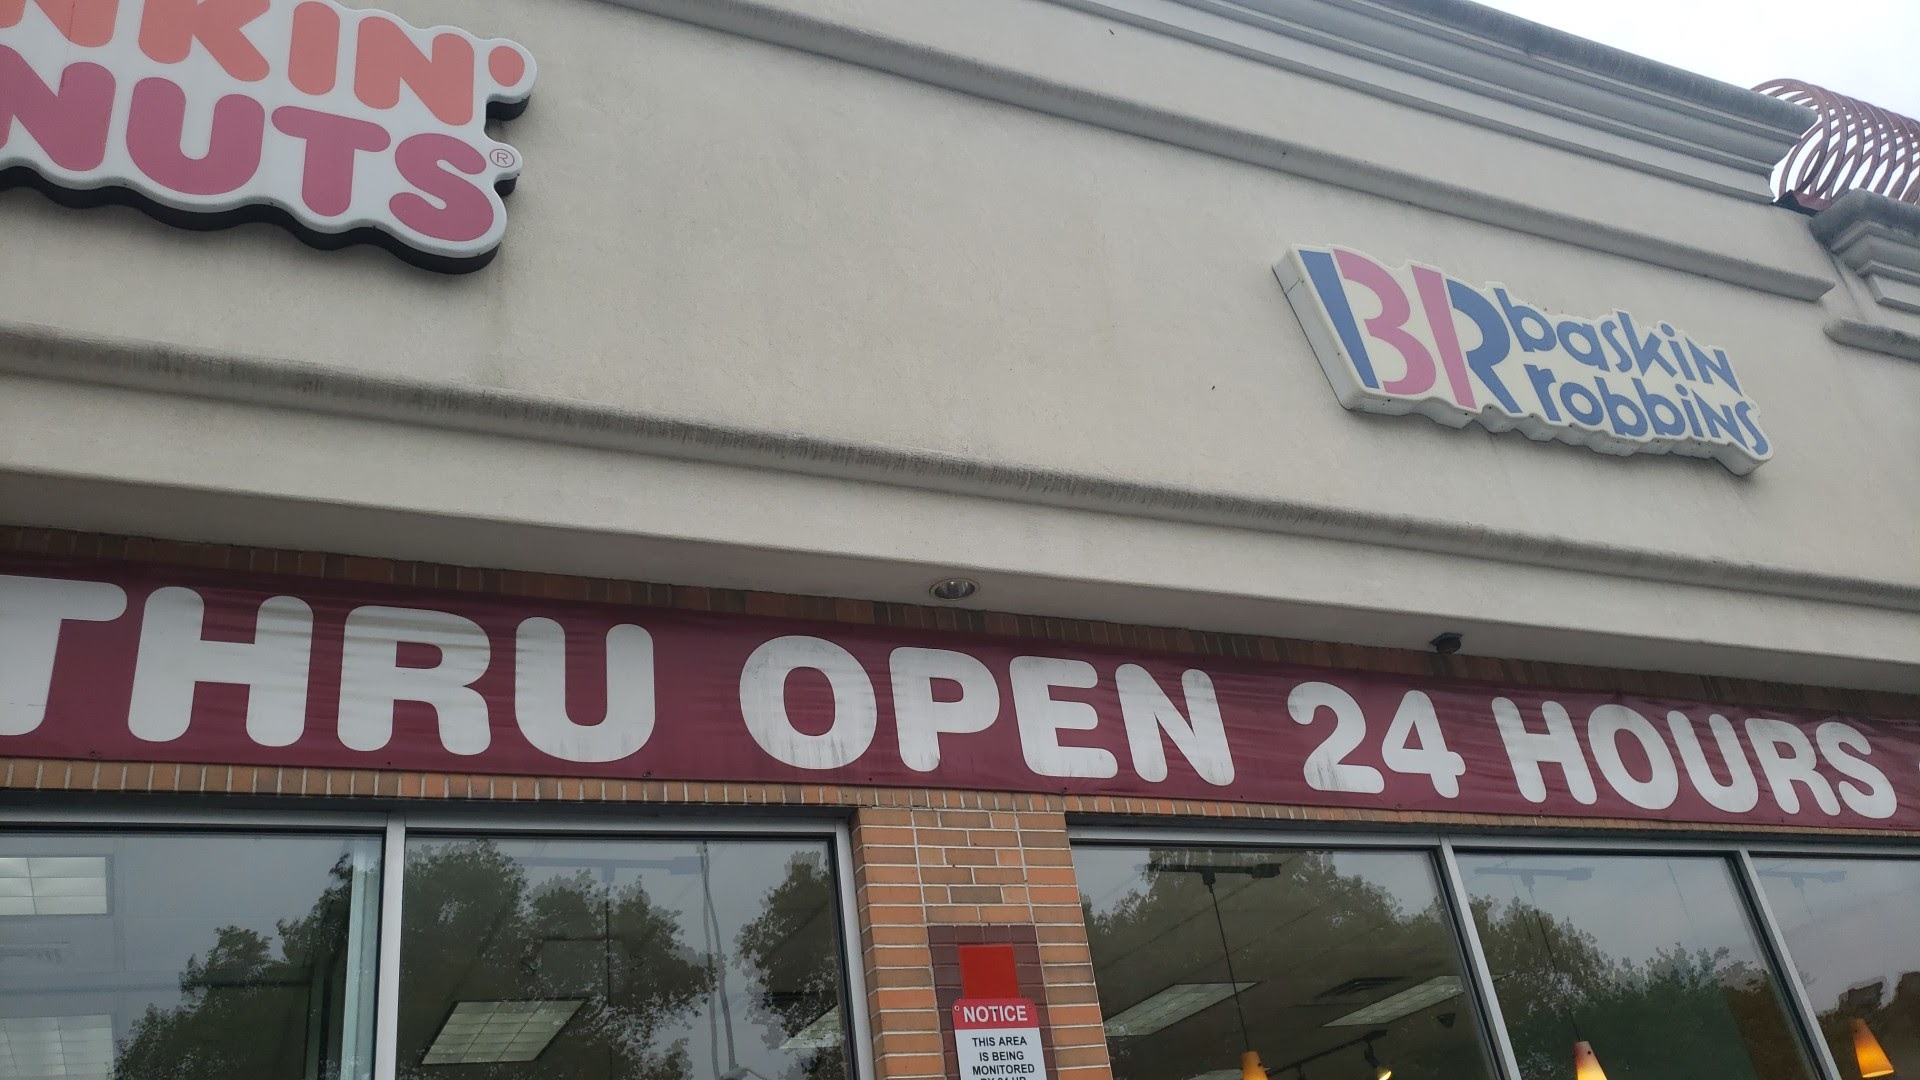 NKIN'
NUTS®
BR baskin
robbins
THRU OPEN 24 HOURS
NOTICE
THIS AREA
IS BEING
MONITORED